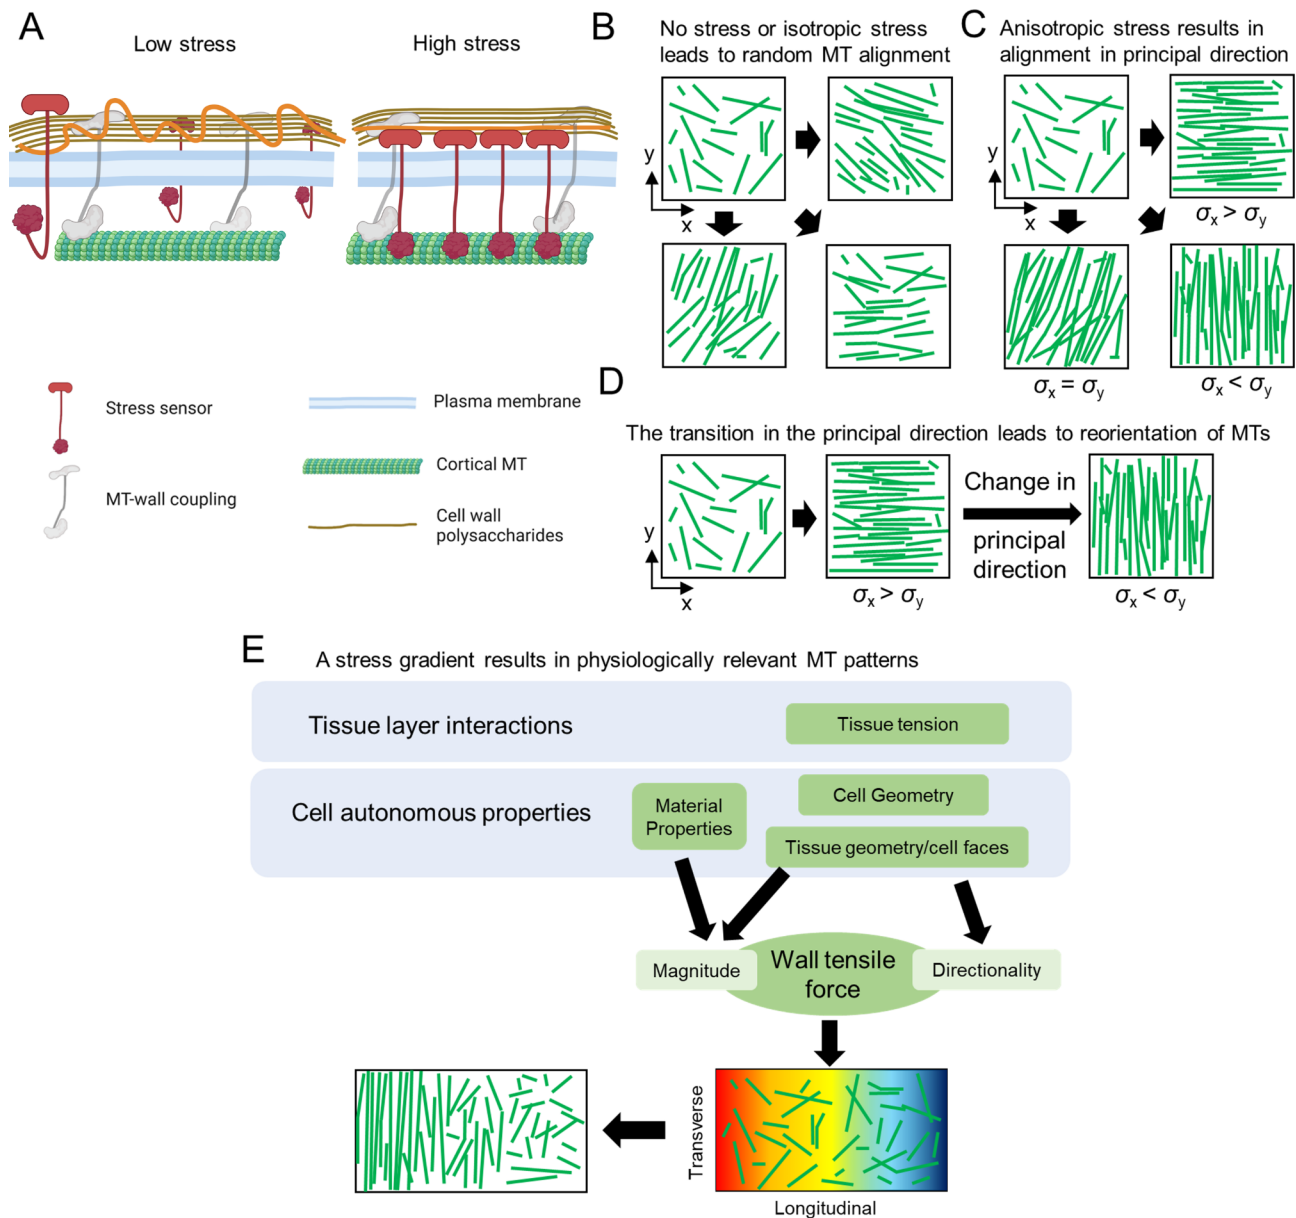 A
Low stress
High stress
Stress sensor
MT-wall coupling
Plasma membrane
Cortical MT
Cell wall
polysaccharides
B
No stress or isotropic stress
leads to random MT alignment
y
x
C
Anisotropic stress results in
alignment in principal direction
y
x
σx > σy
σx = σy
σx < σy
D
The transition in the principal direction leads to reorientation of MTs
y
x
σx > σy
Change in
principal
direction
σx < σy
E
A stress gradient results in physiologically relevant MT patterns
Tissue layer interactions
Tissue tension
Cell autonomous properties
Material
Properties
Cell Geometry
Tissue geometry/cell faces
Magnitude
Wall tensile
force
Directionality
Transverse
Longitudinal